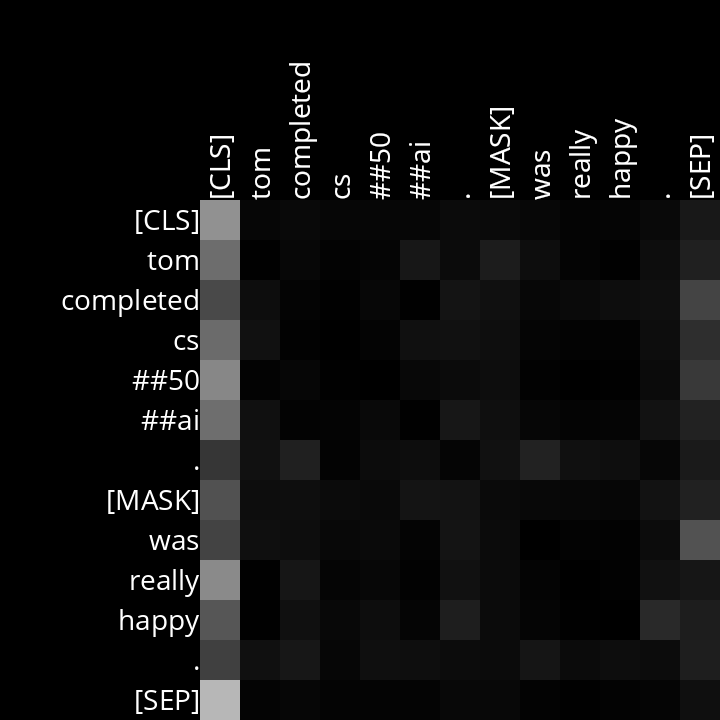 [CLS]
tom
completed
cs
##50
##ai
.
[MASK]
was
really
happy
.
[SEP]
[CLS]
tom
completed
cs
##50
##ai
.
[MASK]
was
really
happy
.
[SEP]